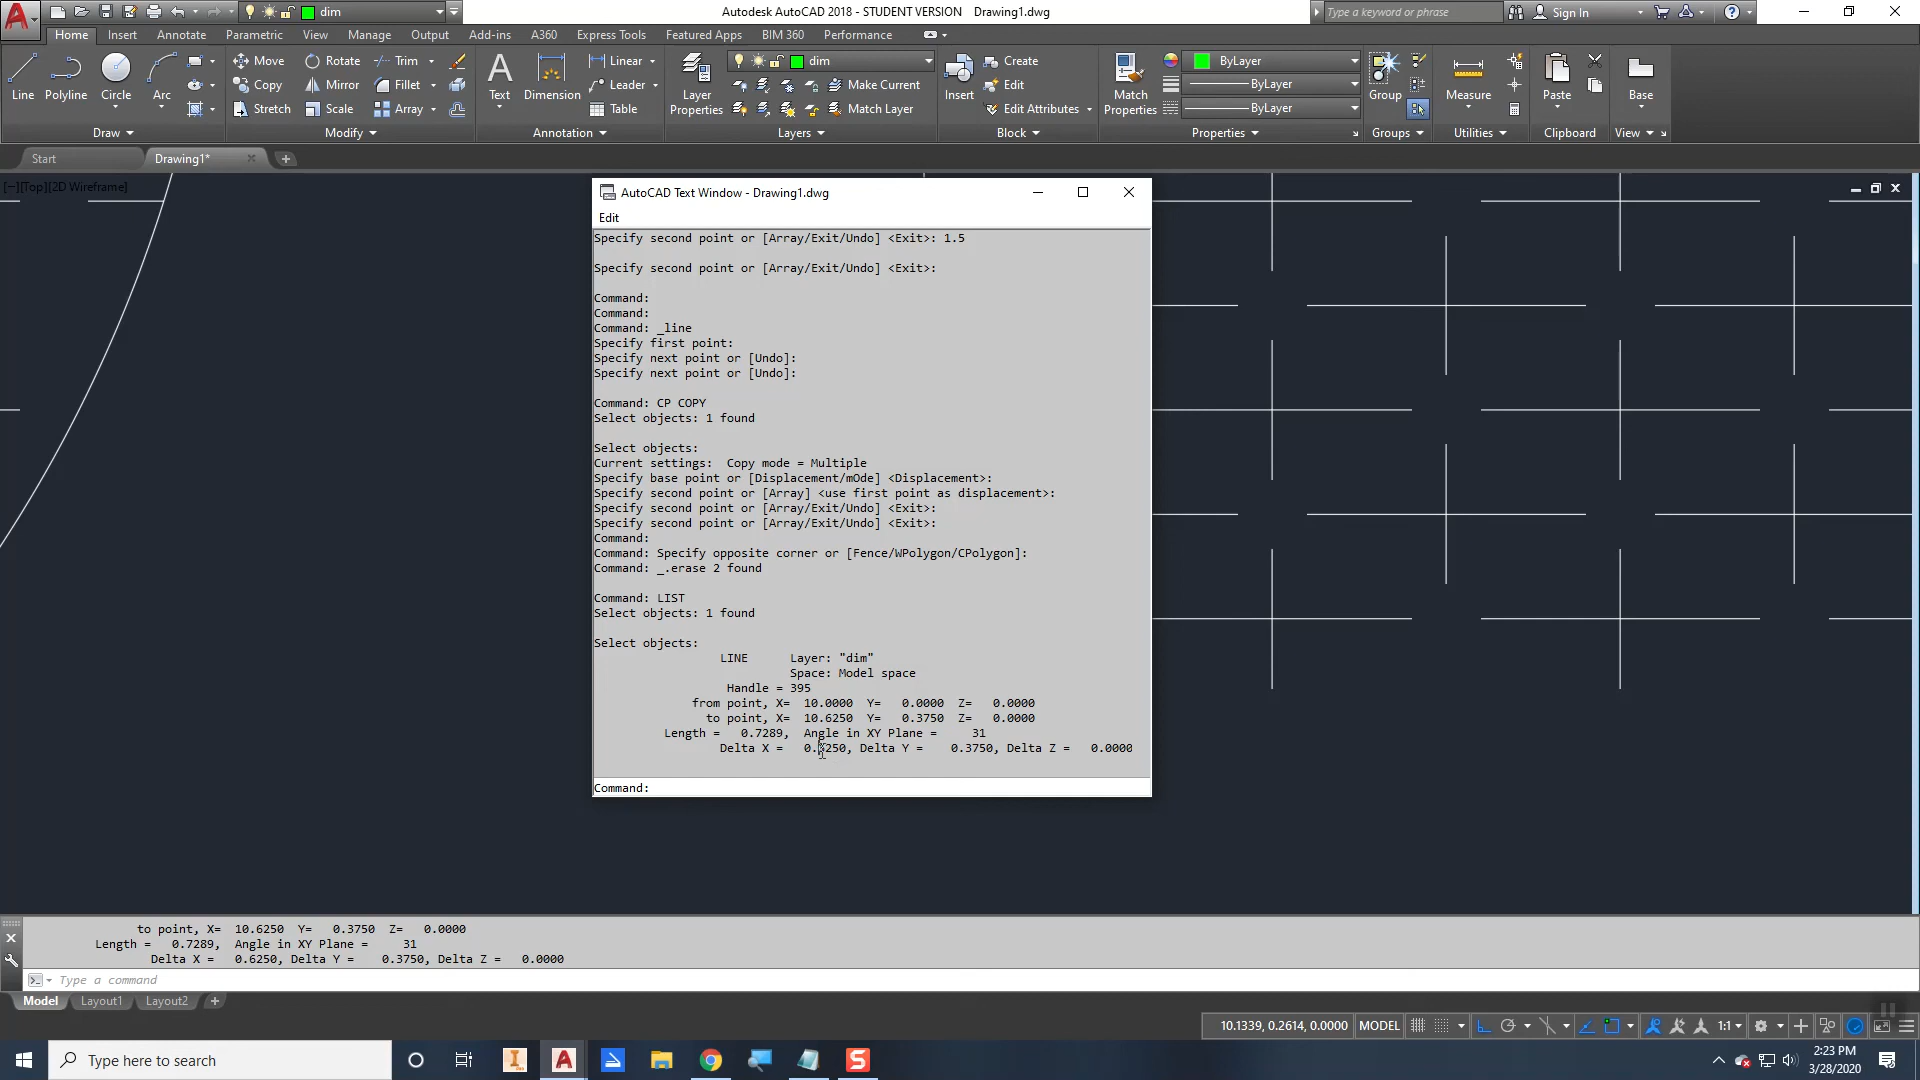 dim
Autodesk AutoCAD 2018 - STUDENT VERSION Drawing1.dwg
Type a keyword or phrase
Sign In
Home Insert Annotate Parametric View Manage Output Add-ins A360 Express Tools Featured Apps BIM 360 Performance
Line Polyline Circle Arc
Move Rotate Trim
Copy Mirror Fillet
Stretch Scale Array
Text Dimension
Linear
Leader
Table
Layer Properties
dim
Make Current
Match Layer
Insert
Create
Edit
Edit Attributes
Match Properties
ByLayer
ByLayer
ByLayer
Group
Measure
Paste
Base
Draw Modify Annotation Layers Block Properties Groups Utilities Clipboard View
Start Drawing1*
[−][Top][2D Wireframe]
AutoCAD Text Window - Drawing1.dwg
Edit
Specify second point or [Array/Exit/Undo] <Exit>: 1.5
Specify second point or [Array/Exit/Undo] <Exit>:
Command:
Command:
Command: _line
Specify first point:
Specify next point or [Undo]:
Specify next point or [Undo]:
Command: CP COPY
Select objects: 1 found
Select objects:
Current settings:  Copy mode = Multiple
Specify base point or [Displacement/mOde] <Displacement>:
Specify second point or [Array] <use first point as displacement>:
Specify second point or [Array/Exit/Undo] <Exit>:
Specify second point or [Array/Exit/Undo] <Exit>:
Command:
Command: Specify opposite corner or [Fence/WPolygon/CPolygon]:
Command: _.erase 2 found
Command: LIST
Select objects: 1 found
Select objects:
LINE Layer: "dim"
Space: Model space
Handle = 395
from point, X= 10.0000 Y= 0.0000 Z= 0.0000
to point, X= 10.6250 Y= 0.3750 Z= 0.0000
Length = 0.7289, Angle in XY Plane = 31
Delta X = 0.6250, Delta Y = 0.3750, Delta Z = 0.0000
Command:
to point, X= 10.6250 Y= 0.3750 Z= 0.0000
Length = 0.7289, Angle in XY Plane = 31
Delta X = 0.6250, Delta Y = 0.3750, Delta Z = 0.0000
Type a command
Model Layout1 Layout2
10.1339, 0.2614, 0.0000 MODEL 1:1
Type here to search
2:23 PM
3/28/2020